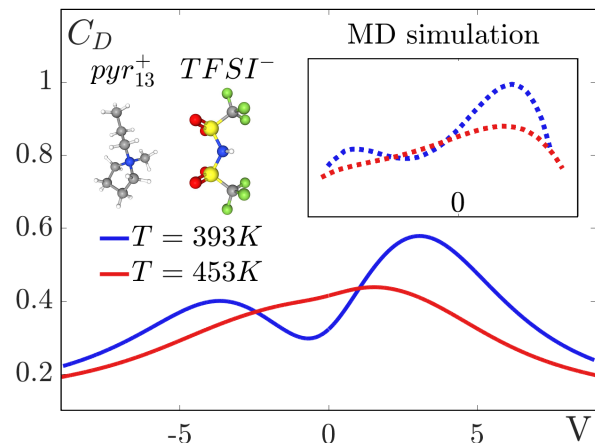 C_D
MD simulation
pyr₁₃⁺
TFSI⁻
0
T = 393K
T = 453K
1
0.8
0.6
0.4
0.2
-5
0
5
V